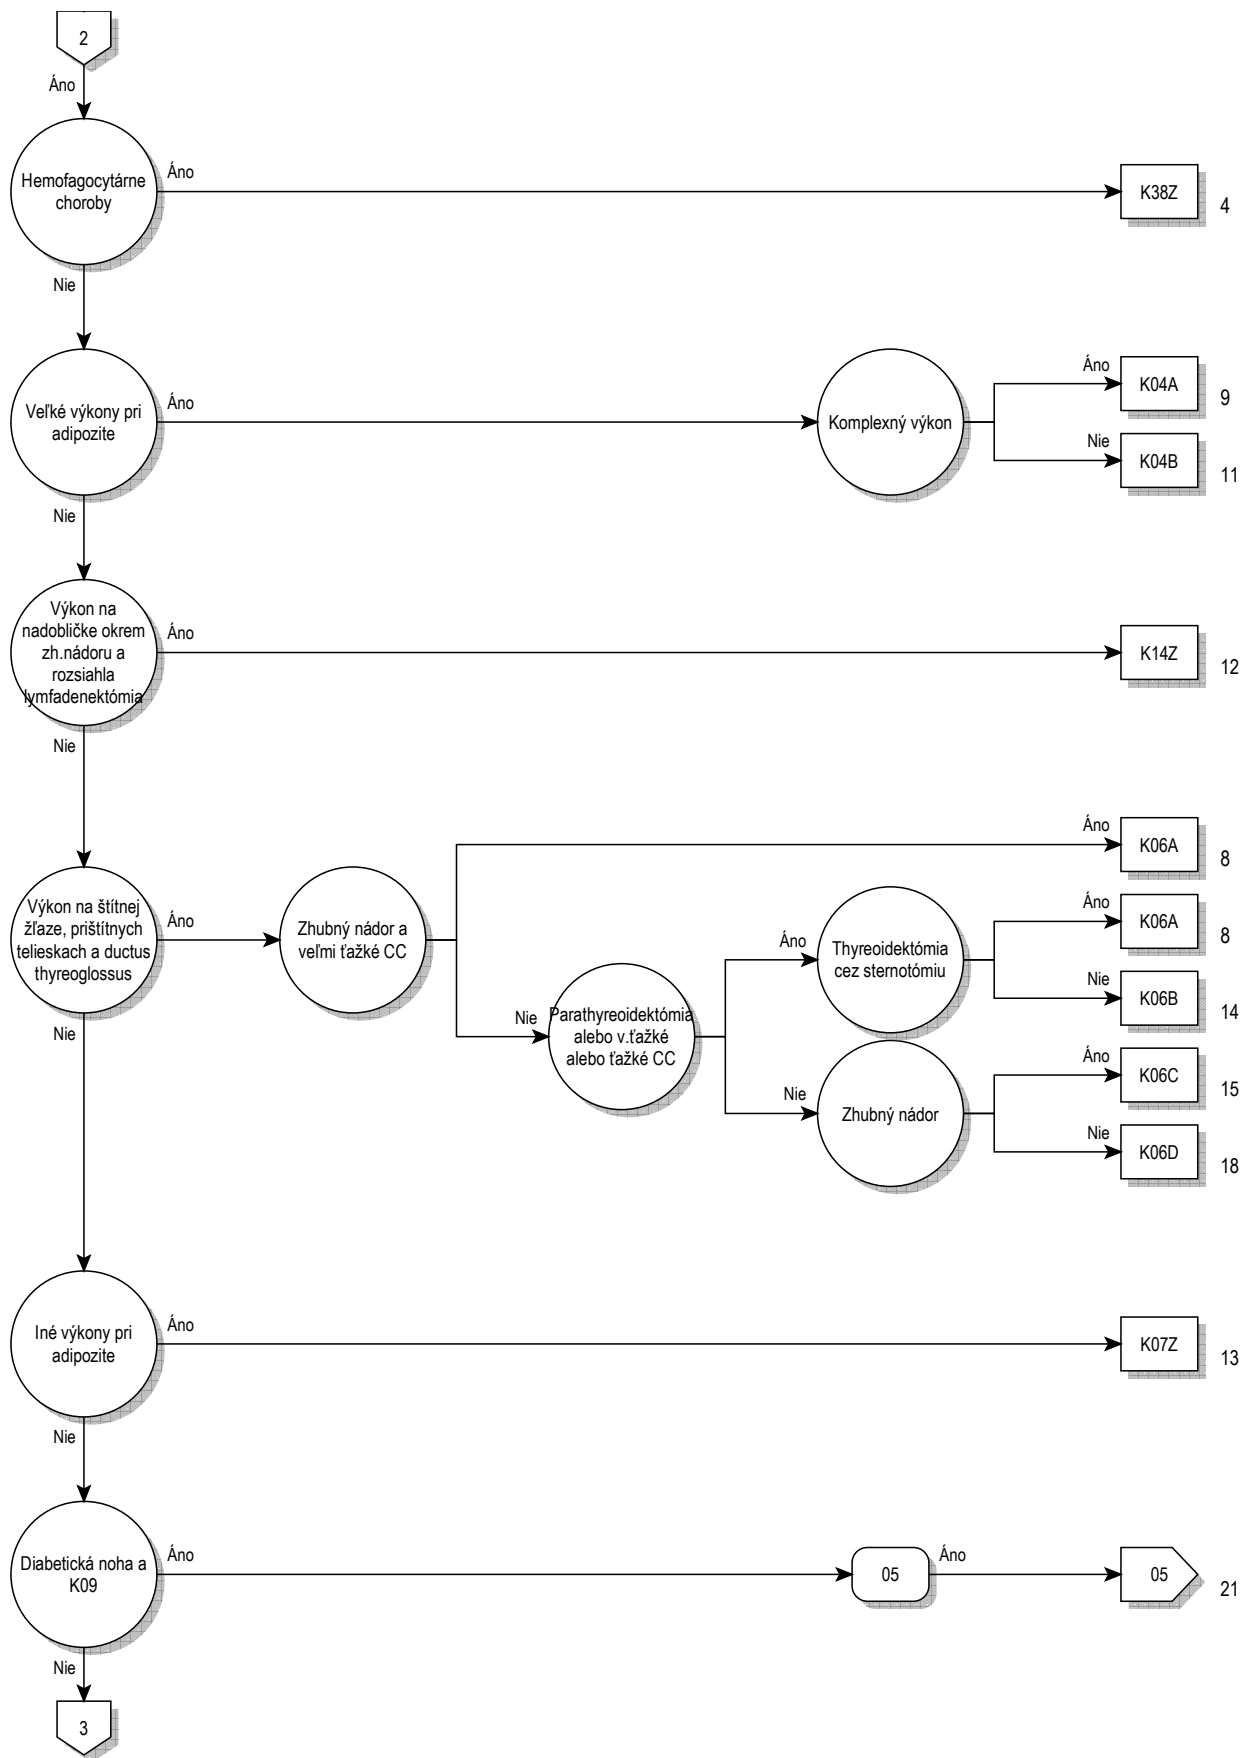 2
Áno
Hemofagocytárne
choroby
Áno
K38Z
4
Nie
Veľké výkony pri
adipozite
Áno
Komplexný výkon
Áno
K04A
9
Nie
K04B
11
Nie
Výkon na
nadobličke okrem
zh.nádoru a
rozsiahla
lymfadenektómia
Áno
K14Z
12
Nie
Výkon na štítnej
žľaze, prištítnych
telieskach a ductus
thyreoglossus
Áno
Zhubný nádor a
veľmi ťažké CC
Áno
K06A
8
Nie
Parathyreoidektómia
alebo v.ťažké
alebo ťažké CC
Áno
Thyreoidektómia
cez sternotómiu
Áno
K06A
8
Nie
K06B
14
Nie
Zhubný nádor
Áno
K06C
15
Nie
K06D
18
Nie
Iné výkony pri
adipozite
Áno
K07Z
13
Nie
Diabetická noha a
K09
Áno
05
Áno
05
21
Nie
3